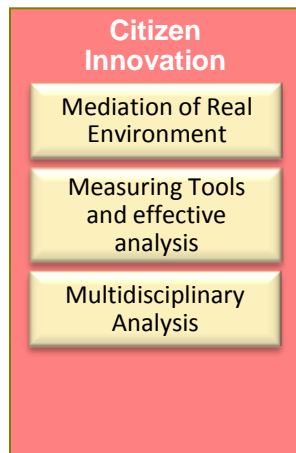 Citizen
Innovation
Mediation of Real
Environment
Measuring Tools
and effective
analysis
Multidisciplinary
Analysis